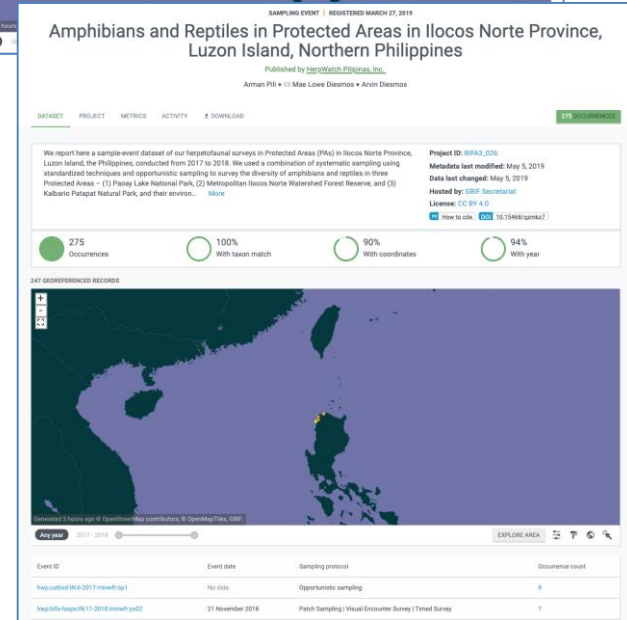 hours
SAMPLING EVENT | REGISTERED MARCH 27, 2019
Amphibians and Reptiles in Protected Areas in Ilocos Norte Province,
Luzon Island, Northern Philippines
Published by HerpWatch Pilipinas, Inc.
Arman Pili • Mae Lowe Diesmos • Arvin Diesmos
DATASET PROJECT METRICS ACTIVITY DOWNLOAD 275 OCCURRENCES
We report here a sample-event dataset of our herpetofaunal surveys in Protected Areas (PAs) in Ilocos Norte Province,
Luzon Island, the Philippines, conducted from 2017 to 2018. We used a combination of systematic sampling using
standardized techniques and opportunistic sampling to survey the diversity of amphibians and reptiles in three
Protected Areas – (1) Paoay Lake National Park, (2) Metropolitan Ilocos Norte Watershed Forest Reserve, and (3)
Kalbario Patapat Natural Park, and their environ... More
Project ID: BIFA3_026
Metadata last modified: May 5, 2019
Data last changed: May 5, 2019
Hosted by: GBIF Secretariat
License: CC BY 4.0
How to cite DOI 10.15468/qzmkz7
275
Occurrences
100%
With taxon match
90%
With coordinates
94%
With year
247 GEOREFERENCED RECORDS
+
-
Generated 3 hours ago © OpenStreetMap contributors, © OpenMapTiles, GBIF.
Any year 2017 - 2018 EXPLORE AREA
Event ID Event date Sampling protocol Occurrence count
No data Opportunistic sampling 8
21 November 2018 Patch Sampling | Visual Encounter Survey | Timed Survey 7